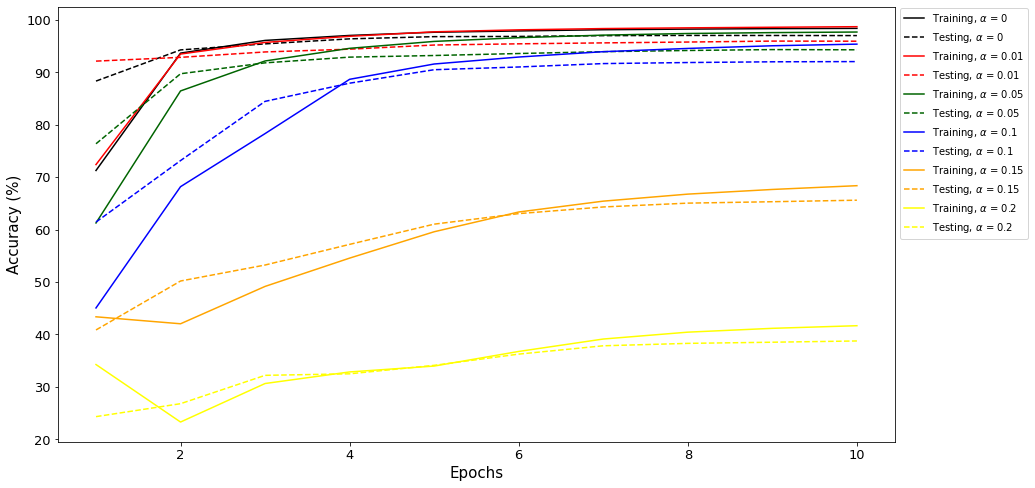 100
90
80
70
60
50
40
30
20
Accuracy (%)
2
4
6
8
10
Epochs
Training, α = 0
Testing, α = 0
Training, α = 0.01
Testing, α = 0.01
Training, α = 0.05
Testing, α = 0.05
Training, α = 0.1
Testing, α = 0.1
Training, α = 0.15
Testing, α = 0.15
Training, α = 0.2
Testing, α = 0.2